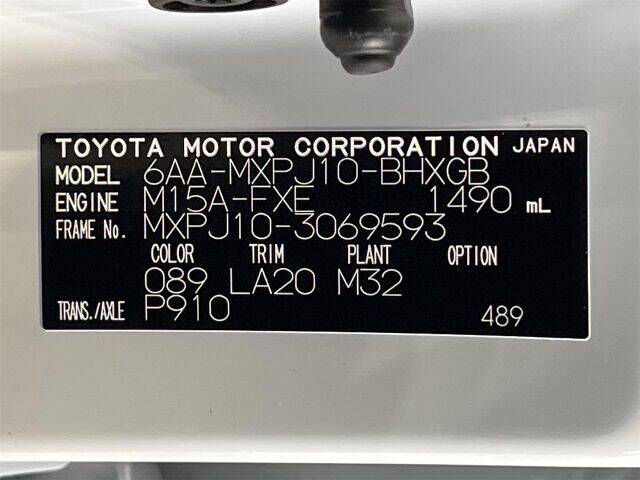 TOYOTA MOTOR CORPORATION JAPAN
MODEL 6AA-MXPJ10-BHXGB
ENGINE M15A-FXE 1490 mL
FRAME No. MXPJ10-3069593
COLOR TRIM PLANT OPTION
089 LA20 M32
TRANS./AXLE P910 489